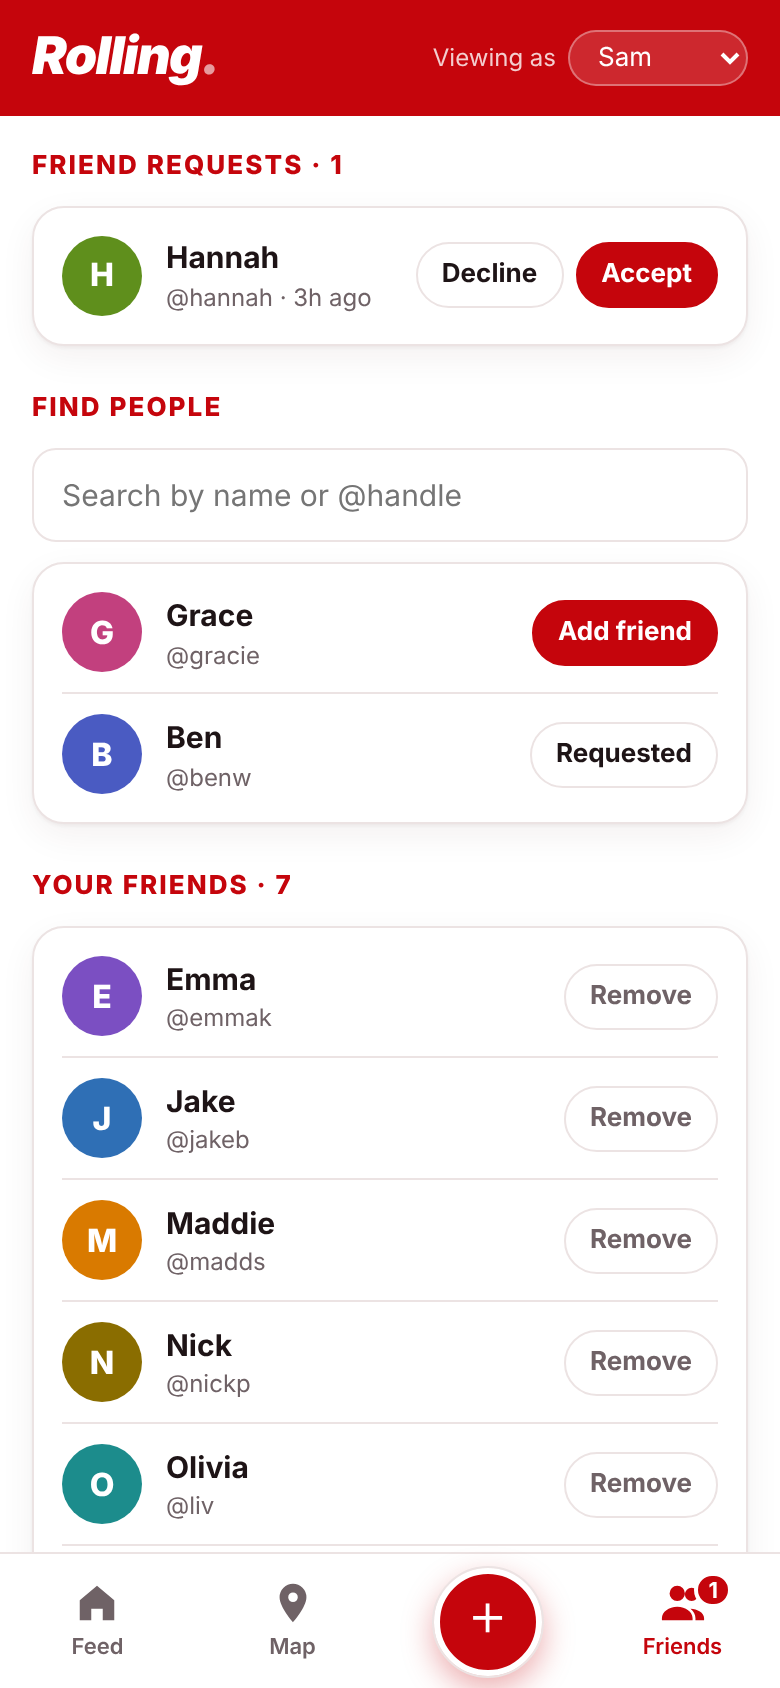 Rolling.
Viewing as
Sam
FRIEND REQUESTS · 1
H
Hannah
@hannah · 3h ago
Decline
Accept
FIND PEOPLE
Search by name or @handle
G
Grace
@gracie
Add friend
B
Ben
@benw
Requested
YOUR FRIENDS · 7
E
Emma
@emmak
Remove
J
Jake
@jakeb
Remove
M
Maddie
@madds
Remove
N
Nick
@nickp
Remove
O
Olivia
@liv
Remove
Feed
Map
+
1
Friends